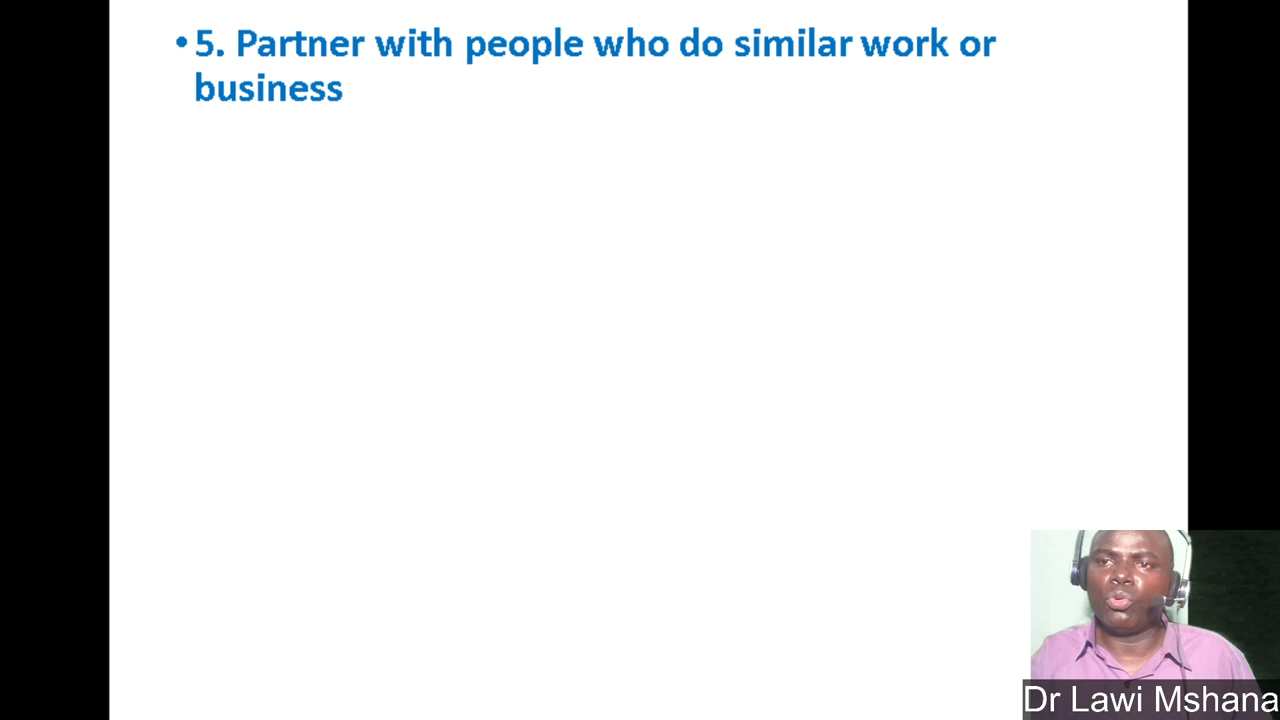 • 5. Partner with people who do similar work or
business
Dr Lawi Mshana